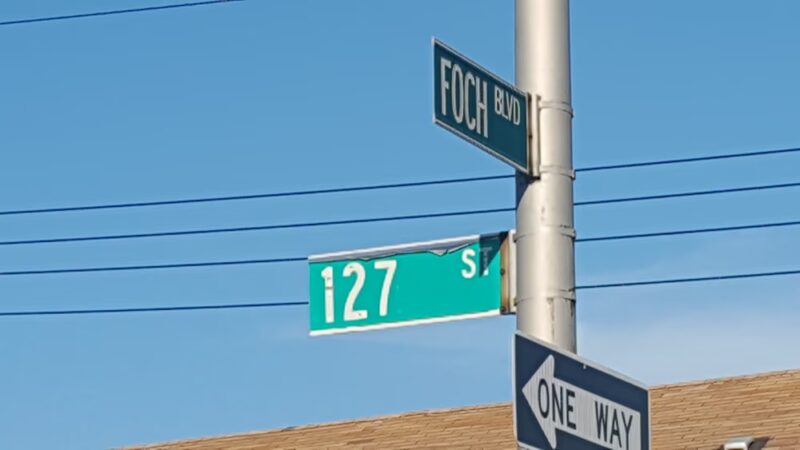 FOCH BLVD
127 ST
ONE WAY